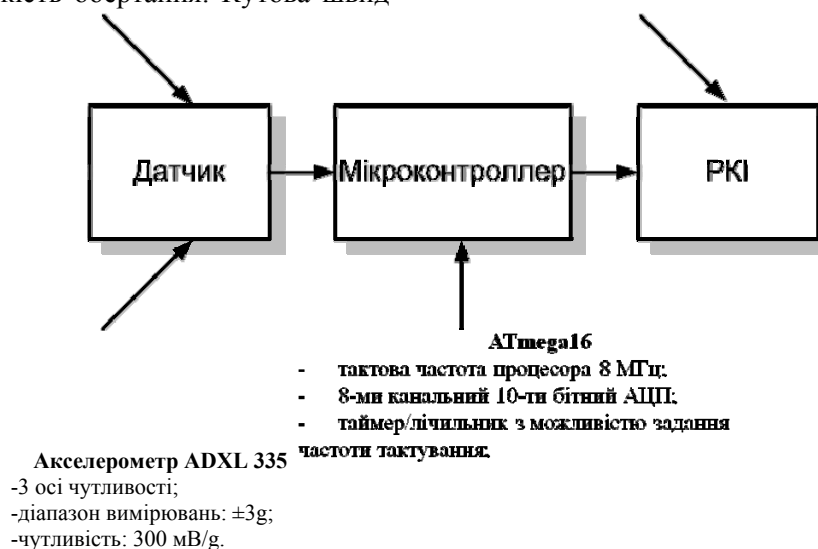 кість обертання. Кутова швид
Датчик
Мікроконтроллер
РКІ
ATmega16
- тактова частота процесора 8 МГц;
- 8-ми канальний 10-ти бітний АЦП;
- таймер/лічильник з можливістю задання
частоти тактування;
Акселерометр ADXL 335
-3 осі чутливості;
-діапазон вимірювань: ±3g;
-чутливість: 300 мВ/g.